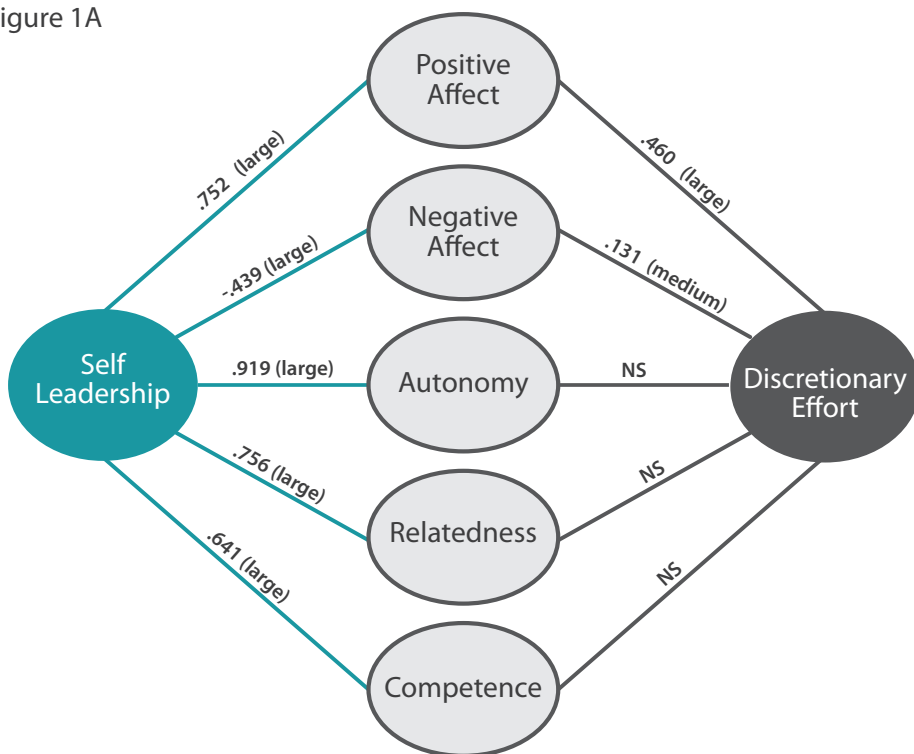 igure 1A
Positive
Affect
.752 (large)
.460 (large)
Negative
Affect
-.439 (large)
.131 (medium)
Self
Leadership
.919 (large)
Autonomy
NS
Discretionary
Effort
.756 (large)
Relatedness
NS
.641 (large)
Competence
NS